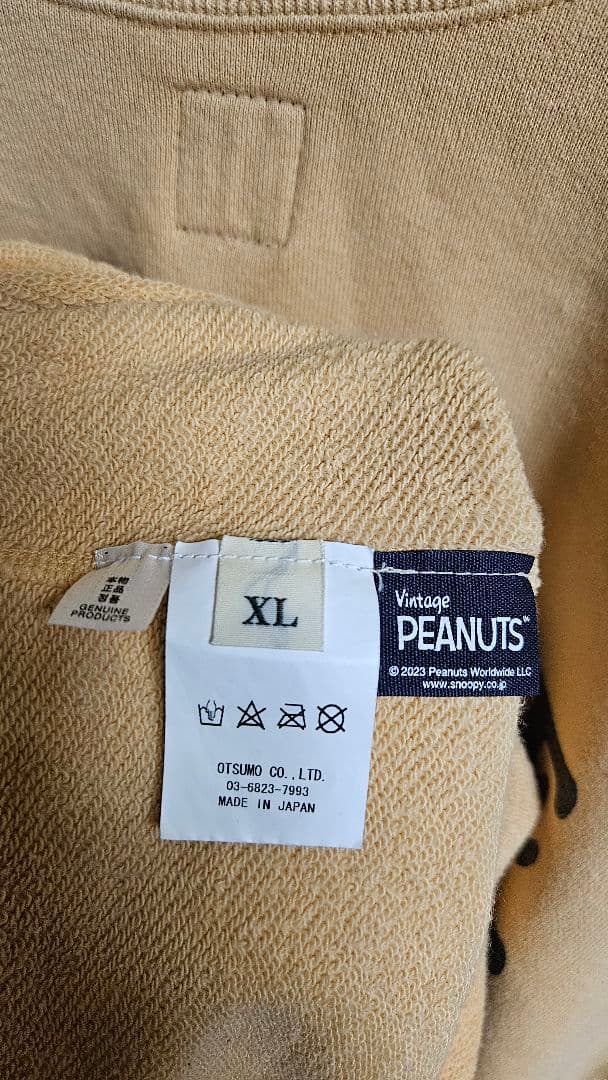 本物
正品
정품
GENUINE
PRODUCTS
XL
OTSUMO CO.,LTD.
03-6823-7993
MADE IN JAPAN
Vintage
PEANUTS™
© 2023 Peanuts Worldwide LLC
www.snoopy.co.jp